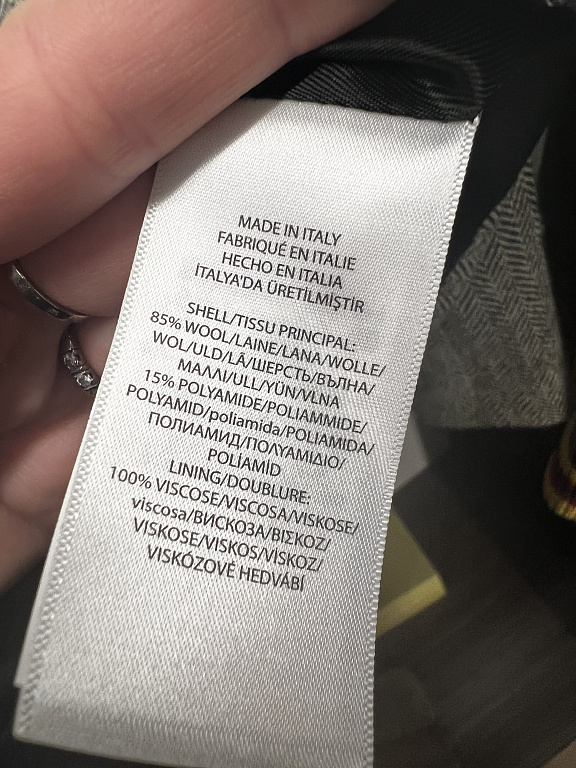 MADE IN ITALY
FABRIQUÉ EN ITALIE
HECHO EN ITALIA
İTALYA'DA ÜRETİLMİŞTİR
SHELL/TISSU PRINCIPAL:
85% WOOL/LAINE/LANA/WOLLE/
WOL/ULD/LÃ/ШЕРСТЬ/ВЪЛНА/
ΜΑΛΛΙ/ULL/YÜN/VLNA
15% POLYAMIDE/POLIAMMIDE/
POLYAMID/poliamida/POLIAMIDA/
ПОЛИАМИД/ΠΟΛΥΑΜΙΔΙΟ/
POLÍAMID
LINING/DOUBLURE:
100% VISCOSE/VISCOSA/VISKOSE/
viscosa/ВИСКОЗА/ΒΙΣΚΟΖ/
VISKOSE/VISKOS/VİSKOZ/
VISKÓZOVÉ HEDVÁBÍ